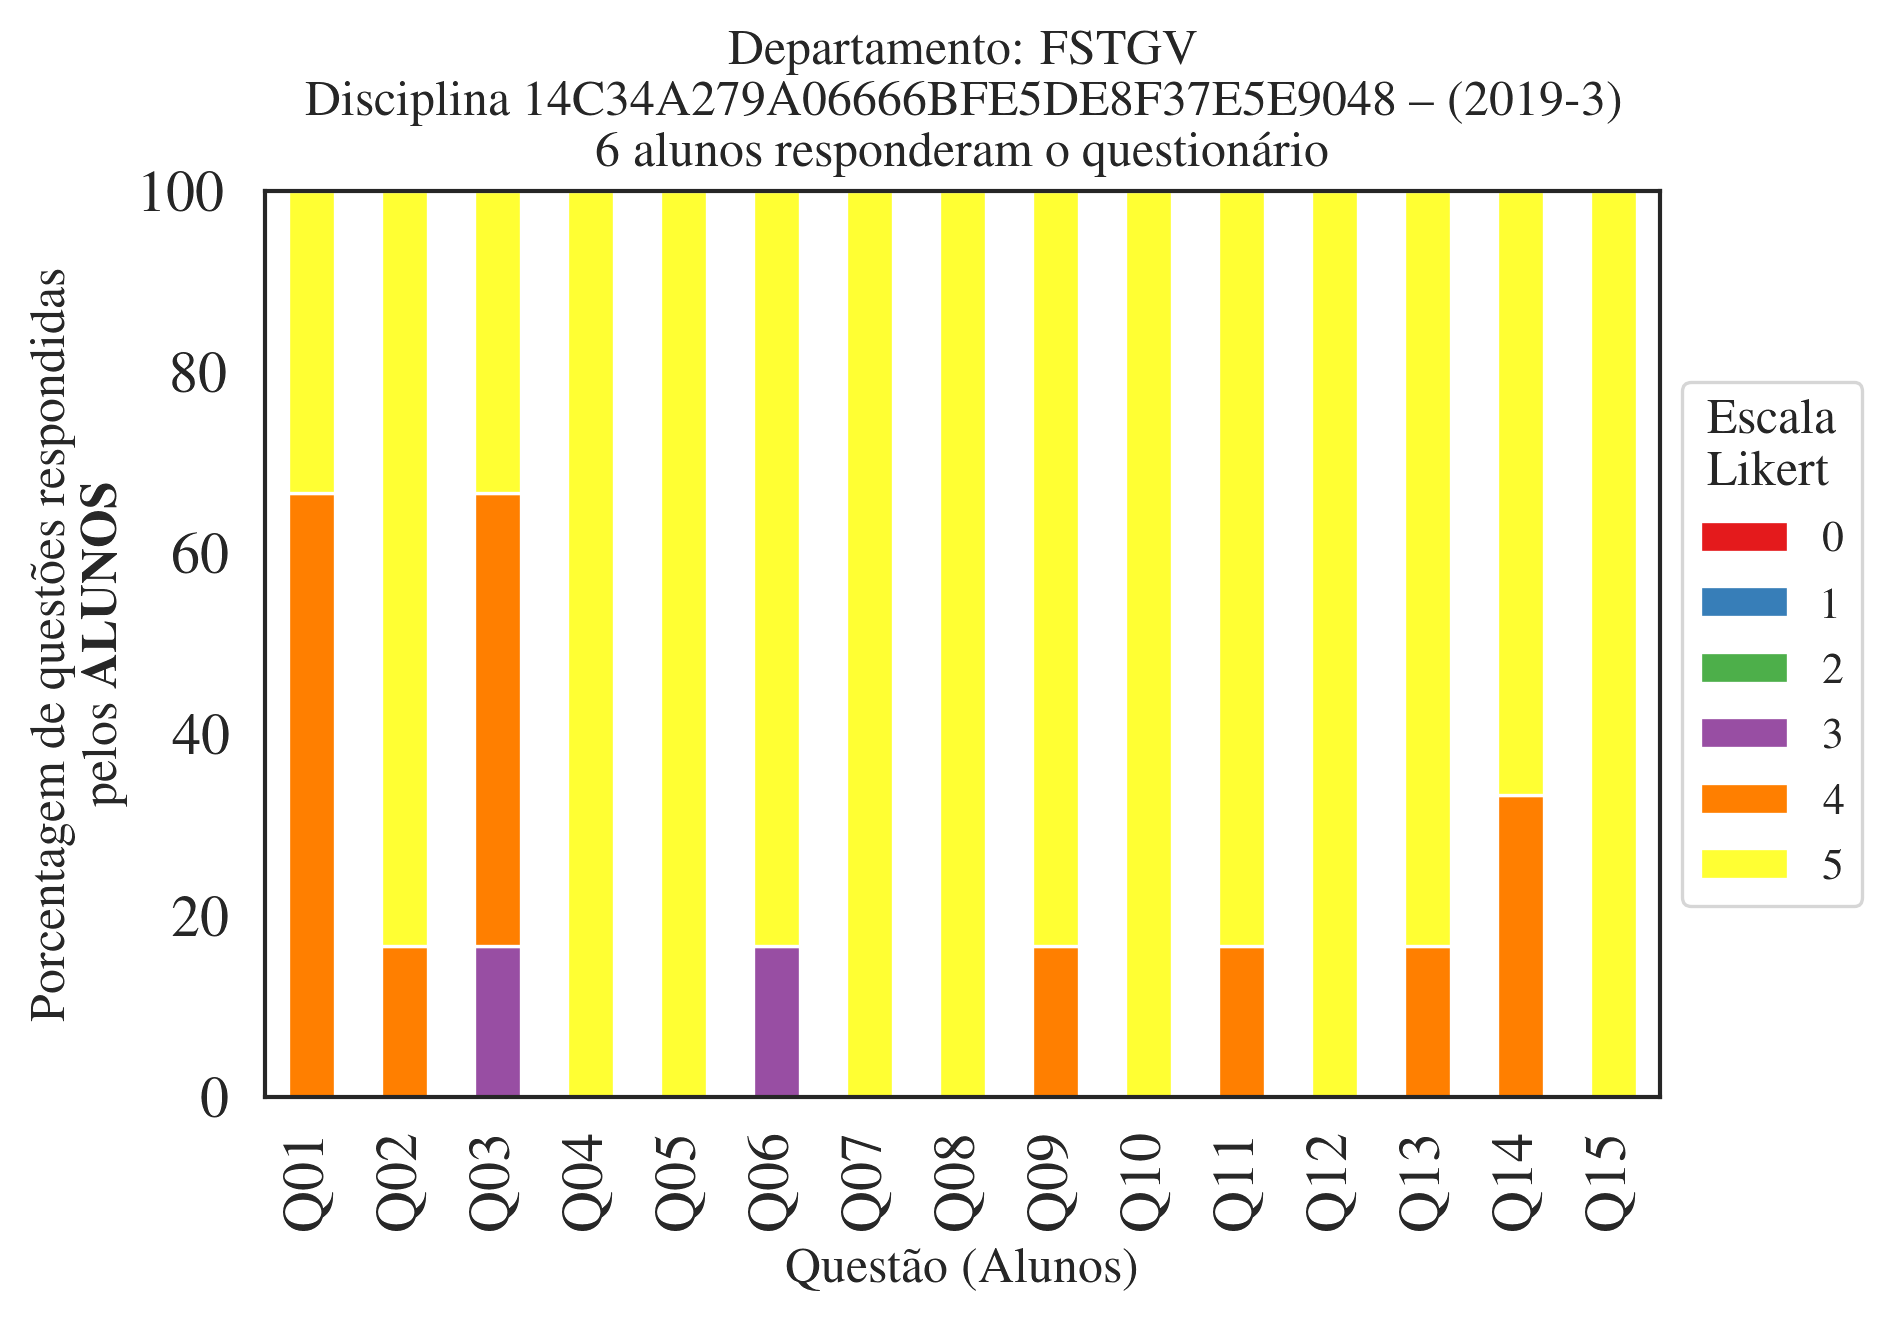 Departamento: FSTGV
Disciplina 14C34A279A06666BFE5DE8F37E5E9048 – (2019-3)
6 alunos responderam o questionário
Porcentagem de questões respondidas
pelos ALUNOS
100
80
60
40
20
0
Q01
Q02
Q03
Q04
Q05
Q06
Q07
Q08
Q09
Q10
Q11
Q12
Q13
Q14
Q15
Questão (Alunos)
Escala
Likert
0
1
2
3
4
5